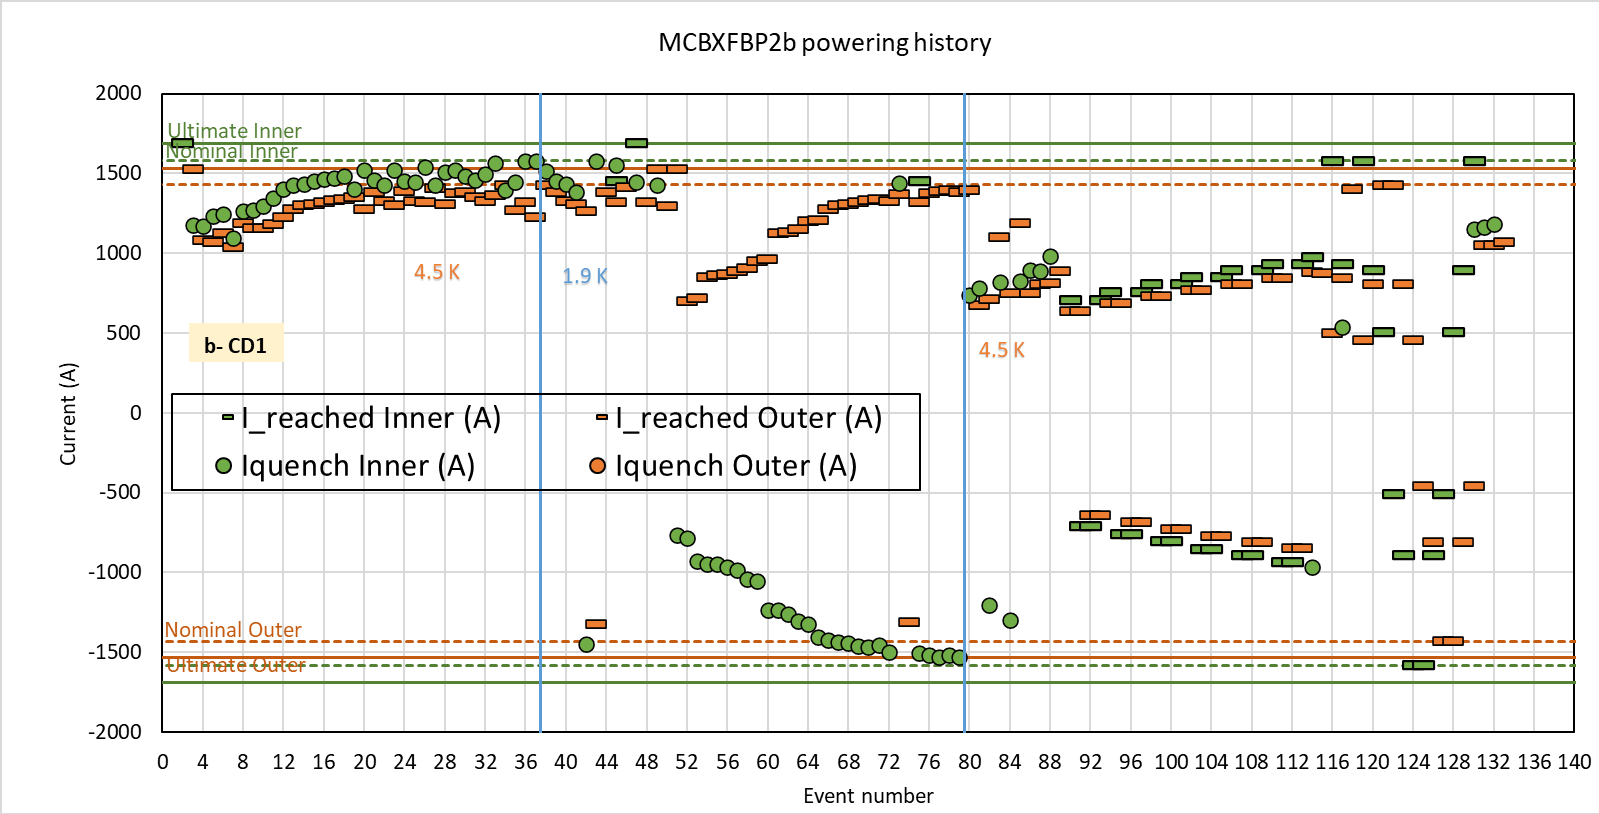 MCBXFBP2b powering history
2000
1500
1000
500
0
-500
-1000
-1500
-2000
Current (A)
Ultimate Inner
Nominal Inner
4.5 K
1.9 K
4.5 K
b- CD1
I_reached Inner (A)
I_reached Outer (A)
Iquench Inner (A)
Iquench Outer (A)
Nominal Outer
Ultimate Outer
0 4 8 12 16 20 24 28 32 36 40 44 48 52 56 60 64 68 72 76 80 84 88 92 96 100 104 108 112 116 120 124 128 132 136 140
Event number